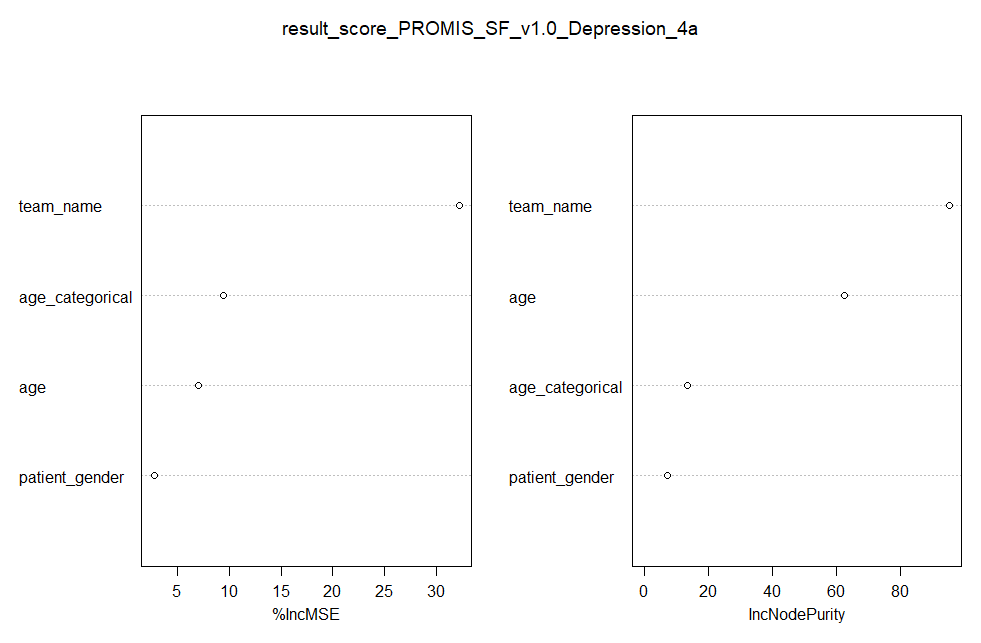 result_score_PROMIS_SF_v1.0_Depression_4a
team_name
age_categorical
age
patient_gender
5 10 15 20 25 30
%IncMSE
team_name
age
age_categorical
patient_gender
0 20 40 60 80
IncNodePurity